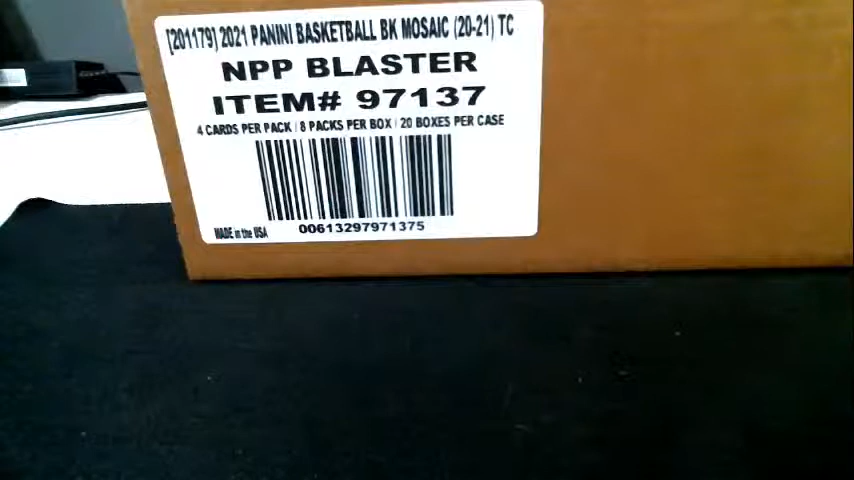 [201179] 2021 PANINI BASKETBALL BK MOSAIC (20-21) TC
NPP BLASTER
ITEM# 97137
4 CARDS PER PACK / 8 PACKS PER BOX / 20 BOXES PER CASE
00613297971375
MADE in the USA